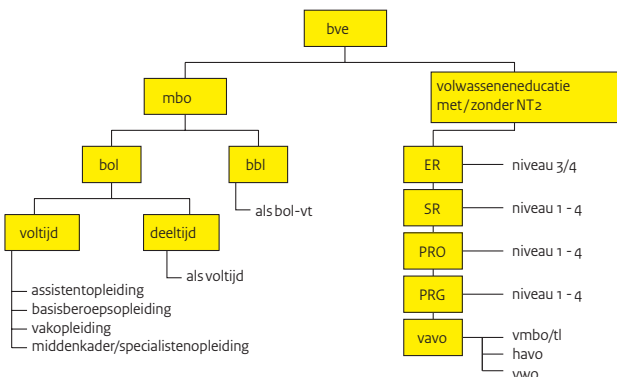 bve
mbo
volwasseneneducatie
met/zonder NT2
bol
bbl
ER
niveau 3/4
als bol-vt
SR
niveau 1 - 4
voltijd
deeltijd
PRO
niveau 1 - 4
als voltijd
assistentopleiding
basisberoepsopleiding
vakopleiding
middenkader/specialistenopleiding
PRG
niveau 1 - 4
vavo
vmbo/tl
havo
vwo